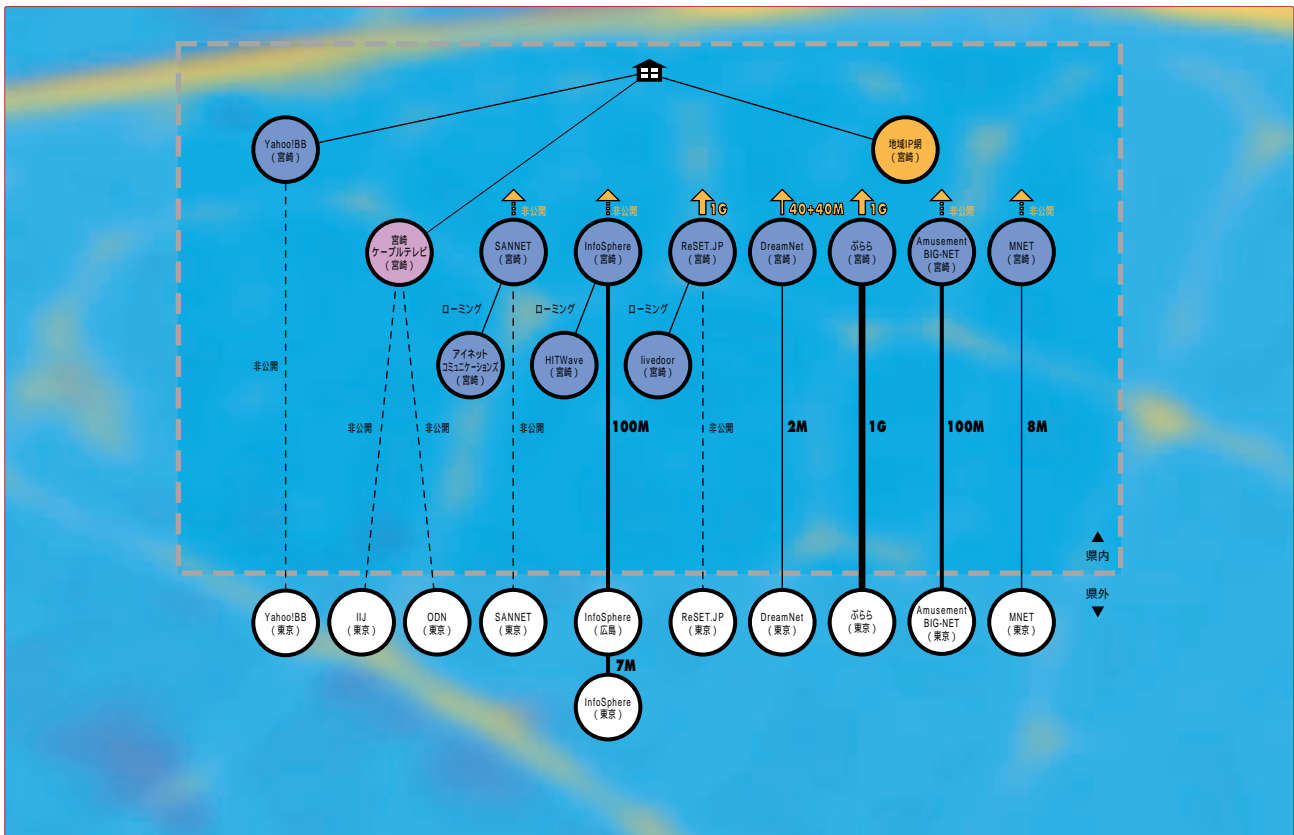 Yahoo!BB
(宮崎)
地域IP網
(宮崎)
非公開
非公開
1G
40+40M
1G
非公開
非公開
宮崎
ケーブルテレビ
(宮崎)
SANNET
(宮崎)
InfoSphere
(宮崎)
ReSET.JP
(宮崎)
DreamNet
(宮崎)
ぷらら
(宮崎)
Amusement
BIG-NET
(宮崎)
MNET
(宮崎)
ローミング
ローミング
ローミング
アイネット
コミュニケーションズ
(宮崎)
HITWave
(宮崎)
livedoor
(宮崎)
非公開
非公開
非公開
非公開
100M
非公開
2M
1G
100M
8M
▲
県内
県外
▼
Yahoo!BB
(東京)
IIJ
(東京)
ODN
(東京)
SANNET
(東京)
InfoSphere
(広島)
ReSET.JP
(東京)
DreamNet
(東京)
ぷらら
(東京)
Amusement
BIG-NET
(東京)
MNET
(東京)
7M
InfoSphere
(東京)